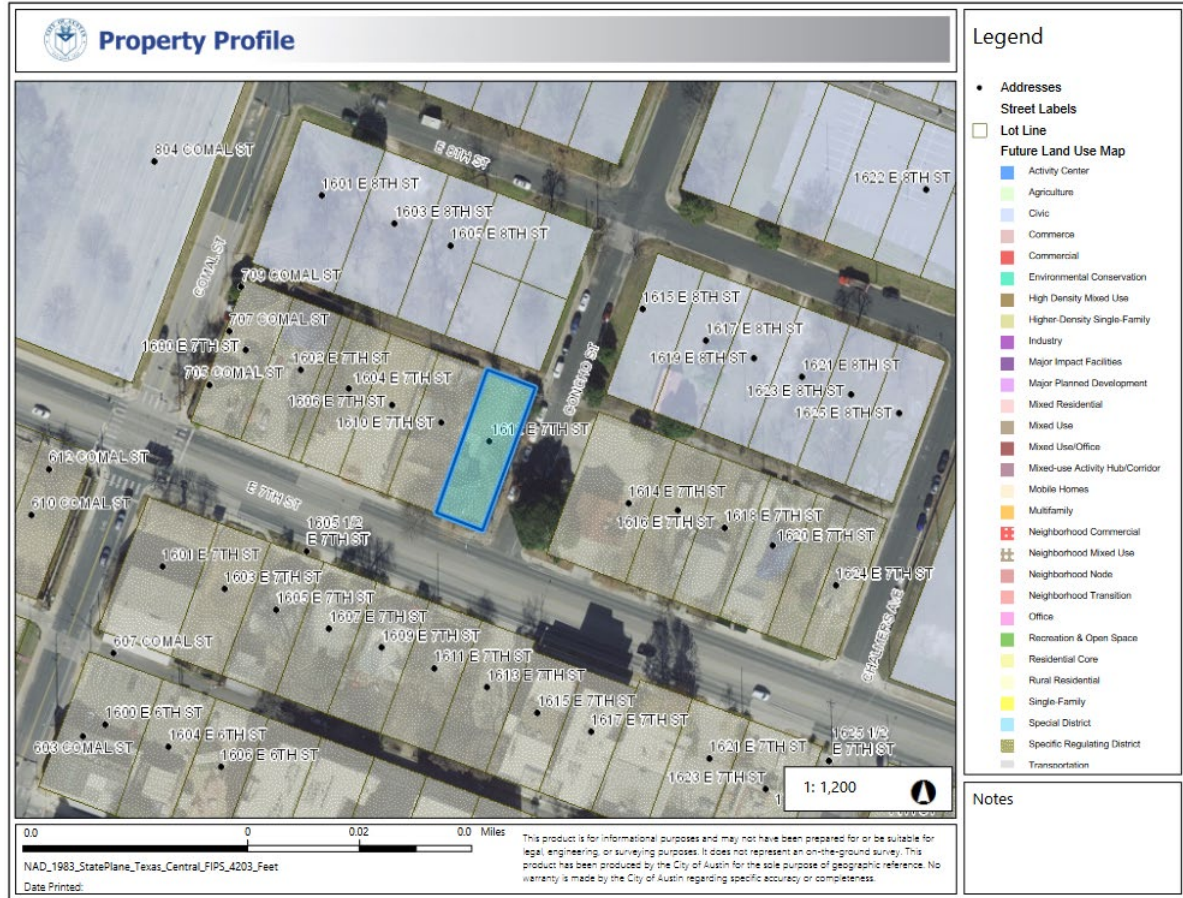 Property Profile
Legend
Addresses
Street Labels
Lot Line
Future Land Use Map
Activity Center
Agriculture
Civic
Commerce
Commercial
Environmental Conservation
High Density Mixed Use
Higher-Density Single-Family
Industry
Major Impact Facilities
Major Planned Development
Mixed Residential
Mixed Use
Mixed Use/Office
Mixed-use Activity Hub/Corridor
Mobile Homes
Multifamily
Neighborhood Commercial
Neighborhood Mixed Use
Neighborhood Node
Neighborhood Transition
Office
Recreation & Open Space
Residential Core
Rural Residential
Single-Family
Special District
Specific Regulating District
Transportation
Notes
804 COMAL ST
E 8TH ST
1601 E 8TH ST
1603 E 8TH ST
1605 E 8TH ST
1622 E 8TH ST
COMAL ST
709 COMAL ST
707 COMAL ST
1600 E 7TH ST
705 COMAL ST
1602 E 7TH ST
1604 E 7TH ST
1606 E 7TH ST
1610 E 7TH ST
E 7TH ST
CONCHO ST
1615 E 8TH ST
1617 E 8TH ST
1619 E 8TH ST
1621 E 8TH ST
1623 E 8TH ST
1625 E 8TH ST
612 COMAL ST
610 COMAL ST
E 7TH ST
1605 1/2
E 7TH ST
1614 E 7TH ST
1616 E 7TH ST
1618 E 7TH ST
1620 E 7TH ST
1624 E 7TH ST
CHALMERS AVE
1601 E 7TH ST
1603 E 7TH ST
1605 E 7TH ST
1607 E 7TH ST
1609 E 7TH ST
1611 E 7TH ST
1613 E 7TH ST
1615 E 7TH ST
1617 E 7TH ST
1621 E 7TH ST
1623 E 7TH ST
1625 1/2
E 7TH ST
607 COMAL ST
1600 E 6TH ST
603 COMAL ST
1604 E 6TH ST
1606 E 6TH ST
1: 1,200
0.0 0 0.02 0.0 Miles
NAD_1983_StatePlane_Texas_Central_FIPS_4203_Feet
Date Printed:
This product is for informational purposes and may not have been prepared for or be suitable for
legal, engineering, or surveying purposes. It does not represent an on-the-ground survey. This
product has been produced by the City of Austin for the sole purpose of geographic reference. No
warranty is made by the City of Austin regarding specific accuracy or completeness.